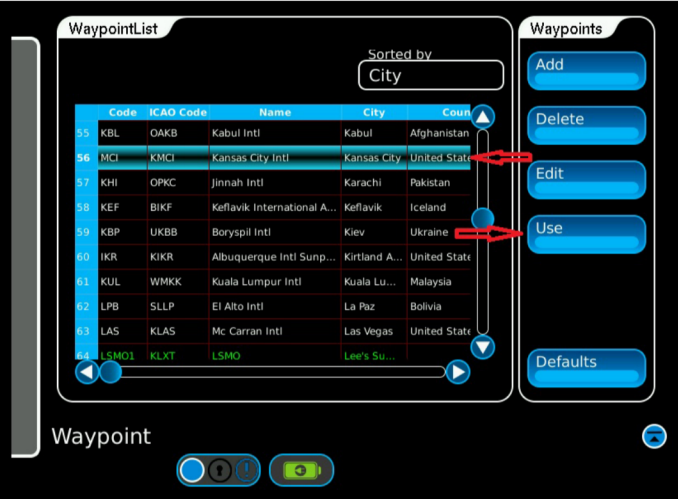 WaypointList
Waypoints
Sorted by
City
Code ICAO Code Name City Coun
55 KBL OAKB Kabul Intl Kabul Afghanistan
56 MCI KMCI Kansas City Intl Kansas City United State
57 KHI OPKC Jinnah Intl Karachi Pakistan
58 KEF BIKF Keflavik International A... Keflavik Iceland
59 KBP UKBB Boryspil Intl Kiev Ukraine
60 IKR KIKR Albuquerque Intl Sunp... Kirtland A... United State
61 KUL WMKK Kuala Lumpur Intl Kuala Lu... Malaysia
62 LPB SLLP El Alto Intl La Paz Bolivia
63 LAS KLAS Mc Carran Intl Las Vegas United State
64 LSMO1 KLXT LSMO Lee's Su...
Add
Delete
Edit
Use
Defaults
Waypoint